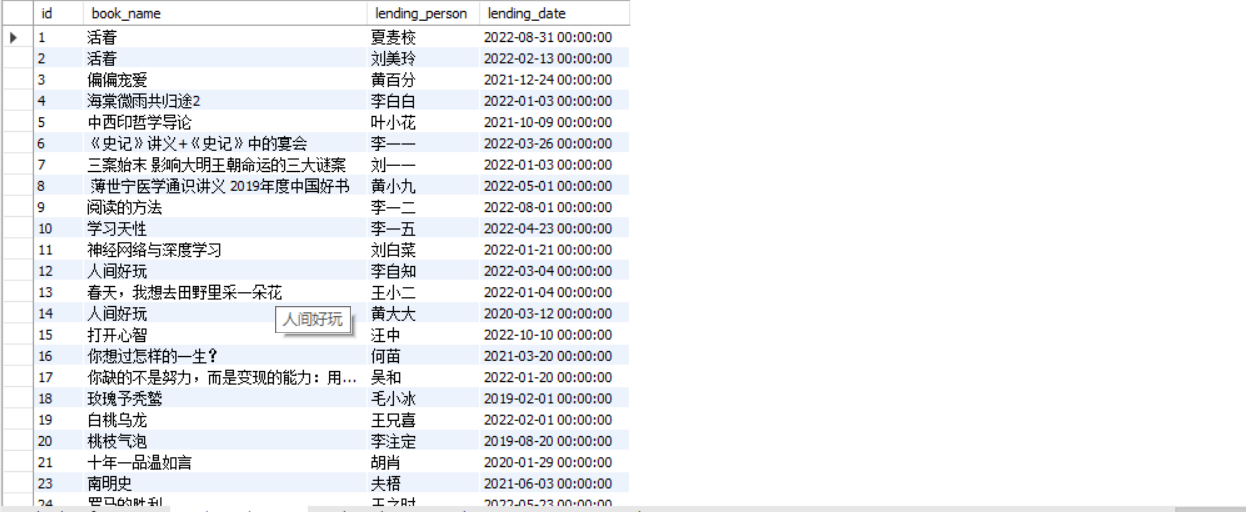 id book_name lending_person lending_date
1 活着 夏麦校 2022-08-31 00:00:00
2 活着 刘美玲 2022-02-13 00:00:00
3 偏偏宠爱 黄百分 2021-12-24 00:00:00
4 海棠微雨共归途2 李白白 2022-01-03 00:00:00
5 中西印哲学导论 叶小花 2021-10-09 00:00:00
6 《史记》讲义+《史记》中的宴会 李一一 2022-03-26 00:00:00
7 三案始末 影响大明王朝命运的三大谜案 刘一一 2022-01-03 00:00:00
8 薄世宁医学通识讲义 2019年度中国好书 黄小九 2022-05-01 00:00:00
9 阅读的方法 李一二 2022-08-01 00:00:00
10 学习天性 李一五 2022-04-23 00:00:00
11 神经网络与深度学习 刘白菜 2022-01-21 00:00:00
12 人间好玩 李自知 2022-03-04 00:00:00
13 春天，我想去田野里采一朵花 王小二 2022-01-04 00:00:00
14 人间好玩 黄大大 2020-03-12 00:00:00
人间好玩
15 打开心智 汪中 2022-10-10 00:00:00
16 你想过怎样的一生？ 何苗 2021-03-20 00:00:00
17 你缺的不是努力，而是变现的能力：用... 吴和 2022-01-20 00:00:00
18 玫瑰予秃鹫 毛小冰 2019-02-01 00:00:00
19 白桃乌龙 王只喜 2022-02-01 00:00:00
20 桃枝气泡 李注定 2019-08-20 00:00:00
21 十年一品温如言 胡肖 2020-01-29 00:00:00
23 南明史 夫梧 2021-06-03 00:00:00
24 罗马的胜利 王之时 2022-05-23 00:00:00